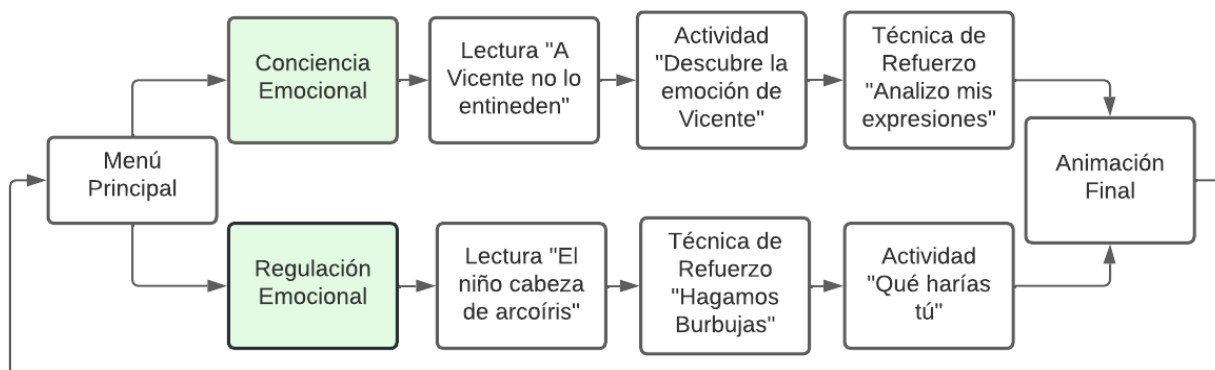 Menú
Principal
Conciencia
Emocional
Lectura "A
Vicente no lo
entineden"
Actividad
"Descubre la
emoción de
Vicente"
Técnica de
Refuerzo
"Analizo mis
expresiones"
Regulación
Emocional
Lectura "El
niño cabeza
de arcoíris"
Técnica de
Refuerzo
"Hagamos
Burbujas"
Actividad
"Qué harías
tú"
Animación
Final